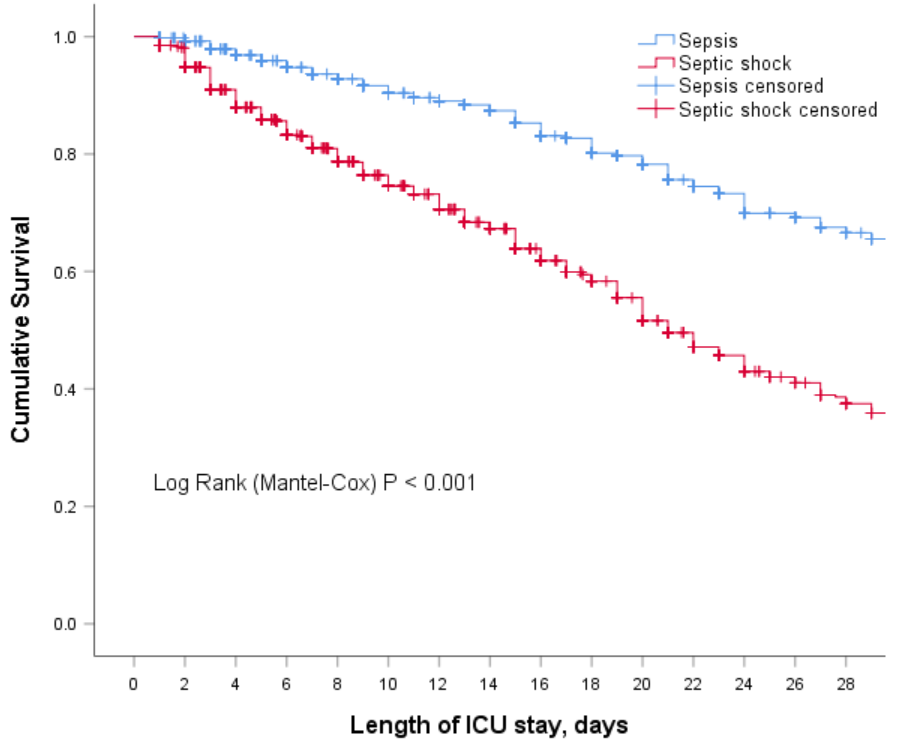 1.0
0.8
0.6
0.4
0.2
0.0
Cumulative Survival
Sepsis
Septic shock
Sepsis censored
Septic shock censored
Log Rank (Mantel-Cox) P < 0.001
0 2 4 6 8 10 12 14 16 18 20 22 24 26 28
Length of ICU stay, days